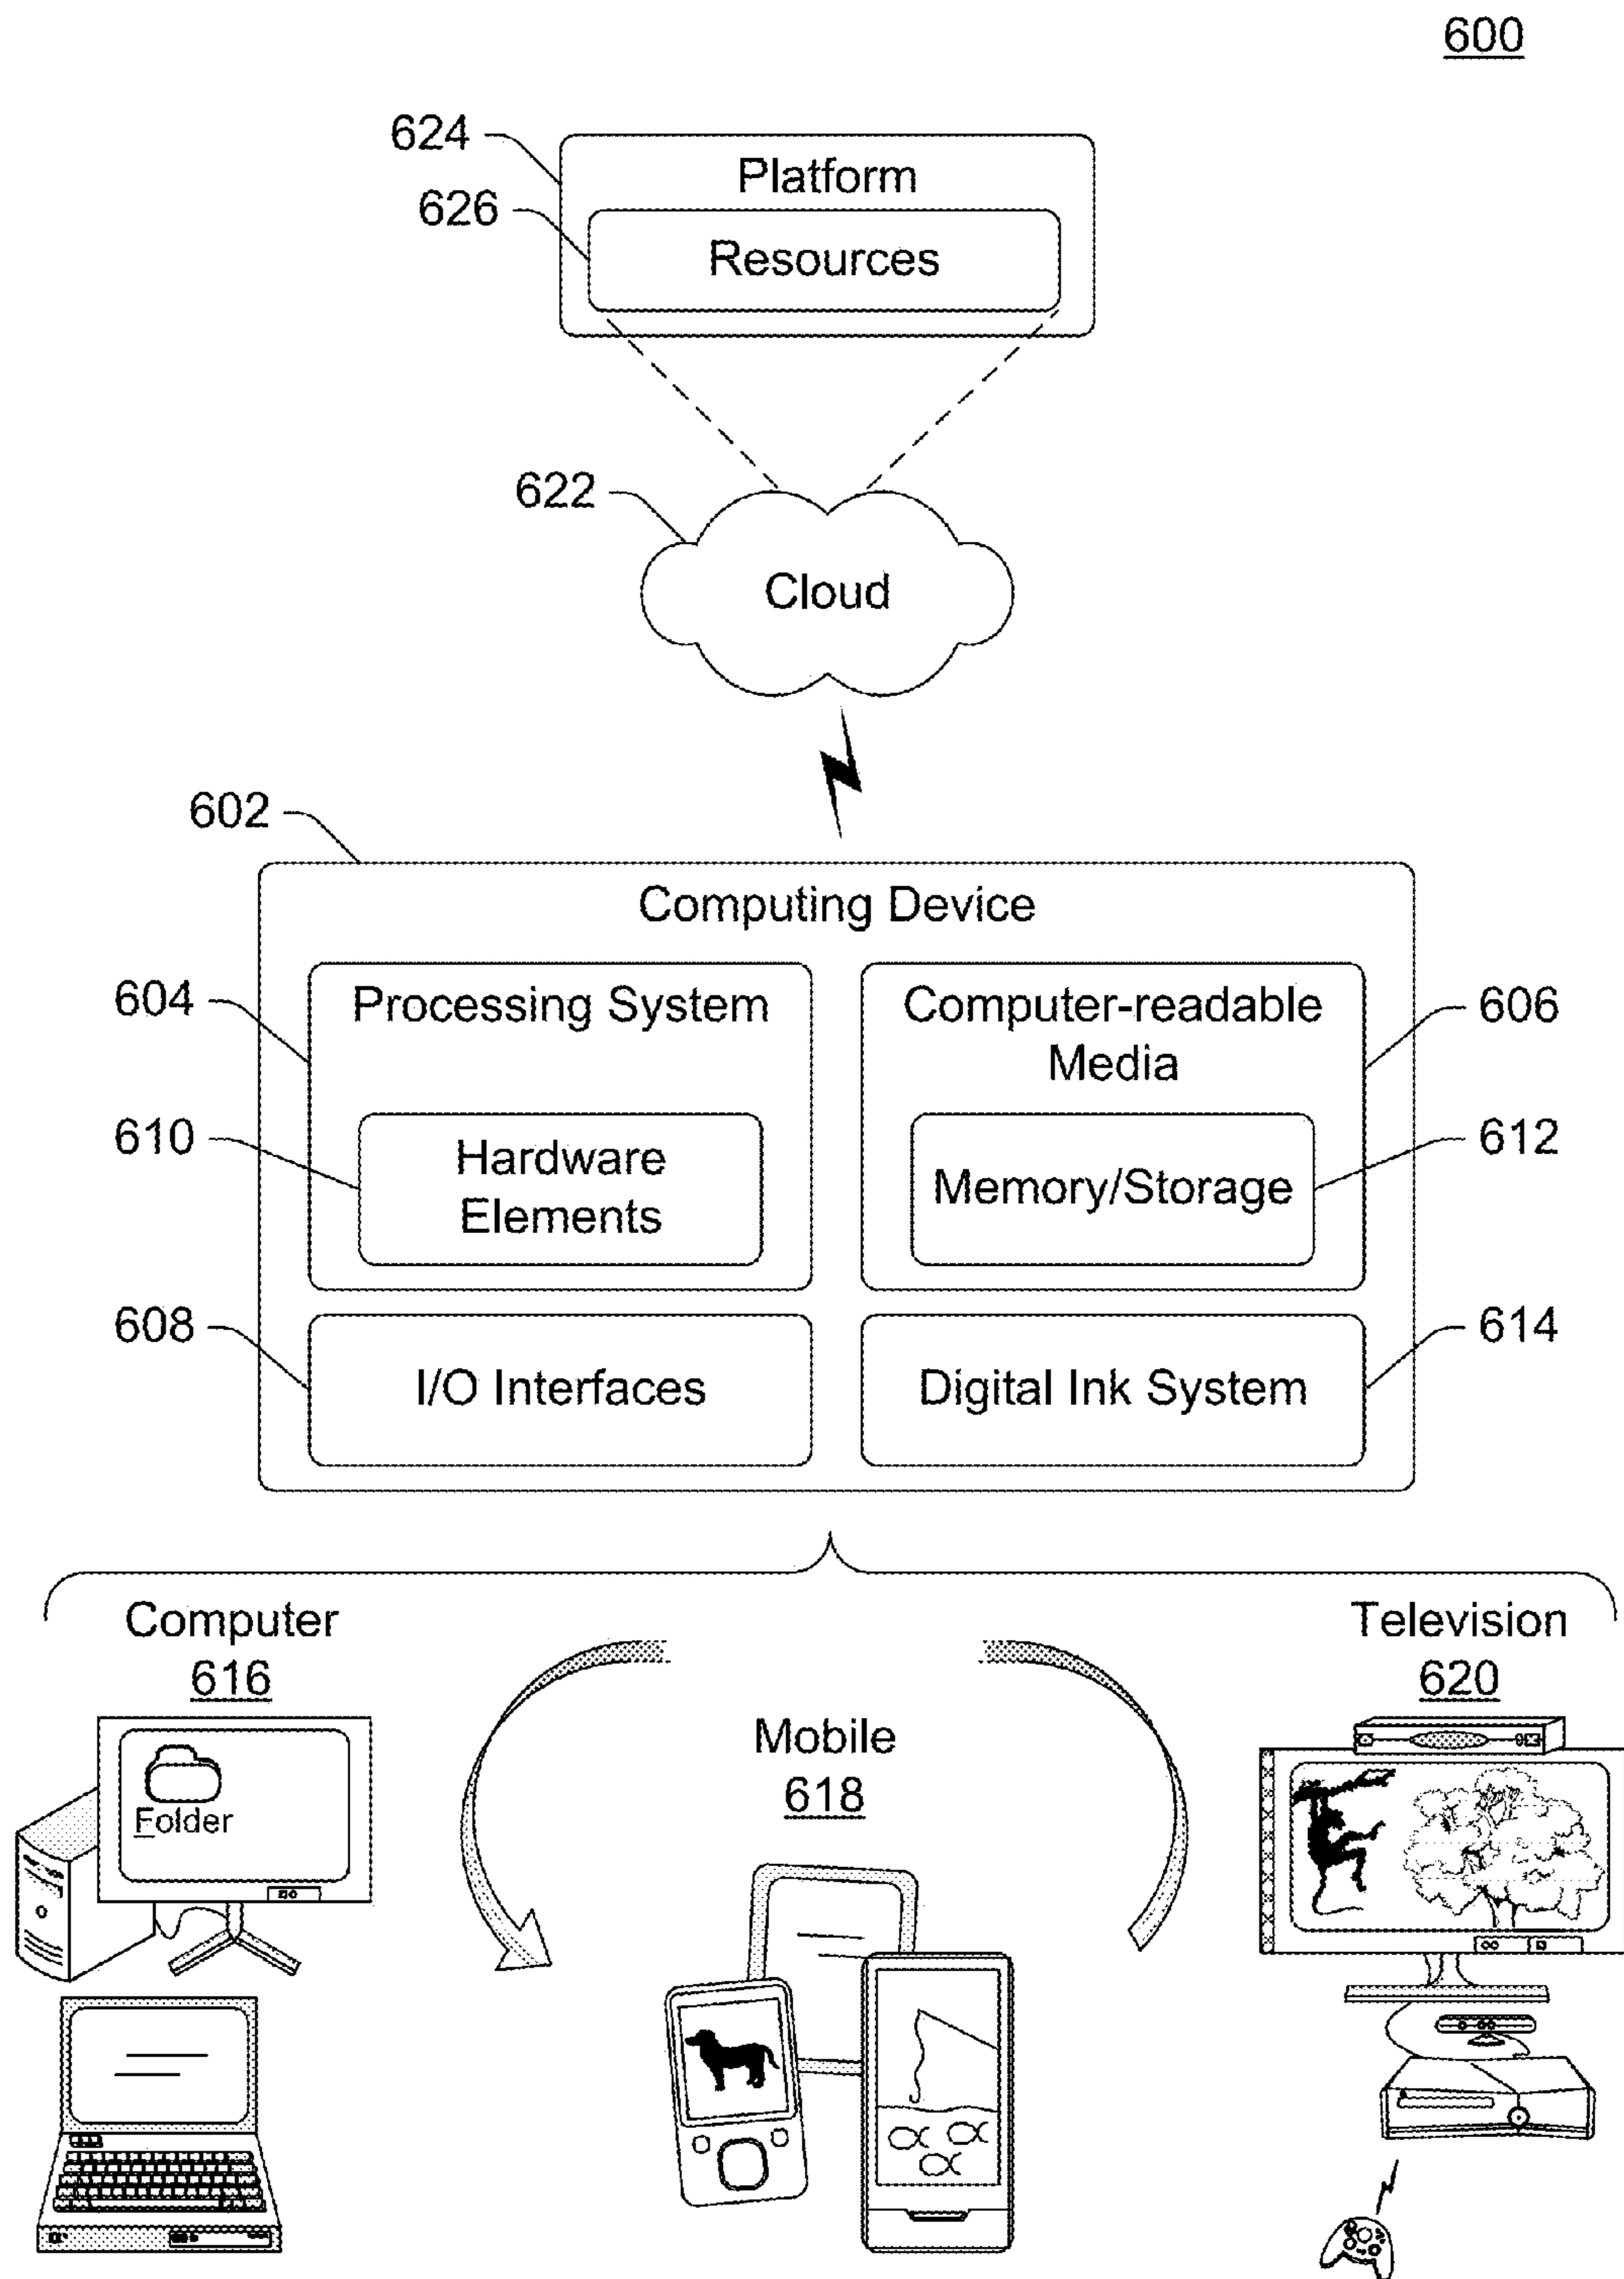 600
624
Platform
626
Resources
622
Cloud
602
Computing Device
604
Processing System
Computer-readable
Media
606
610
Hardware
Elements
Memory/Storage
612
608
I/O Interfaces
Digital Ink System
614
Computer
616
Television
620
Mobile
618
Folder